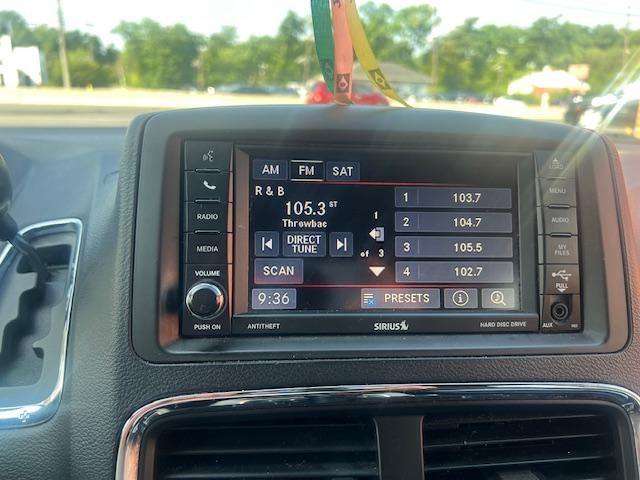 AM FM SAT
R & B
105.3 ST
Throwbac
DIRECT
TUNE
SCAN
9:36
1
of 3
1 103.7
2 104.7
3 105.5
4 102.7
PRESETS
RADIO
MEDIA
VOLUME
PUSH ON
ANTITHEFT
SIRIUS
HARD DISC DRIVE
LOAD
MENU
AUDIO
MY
FILES
PULL
AUX